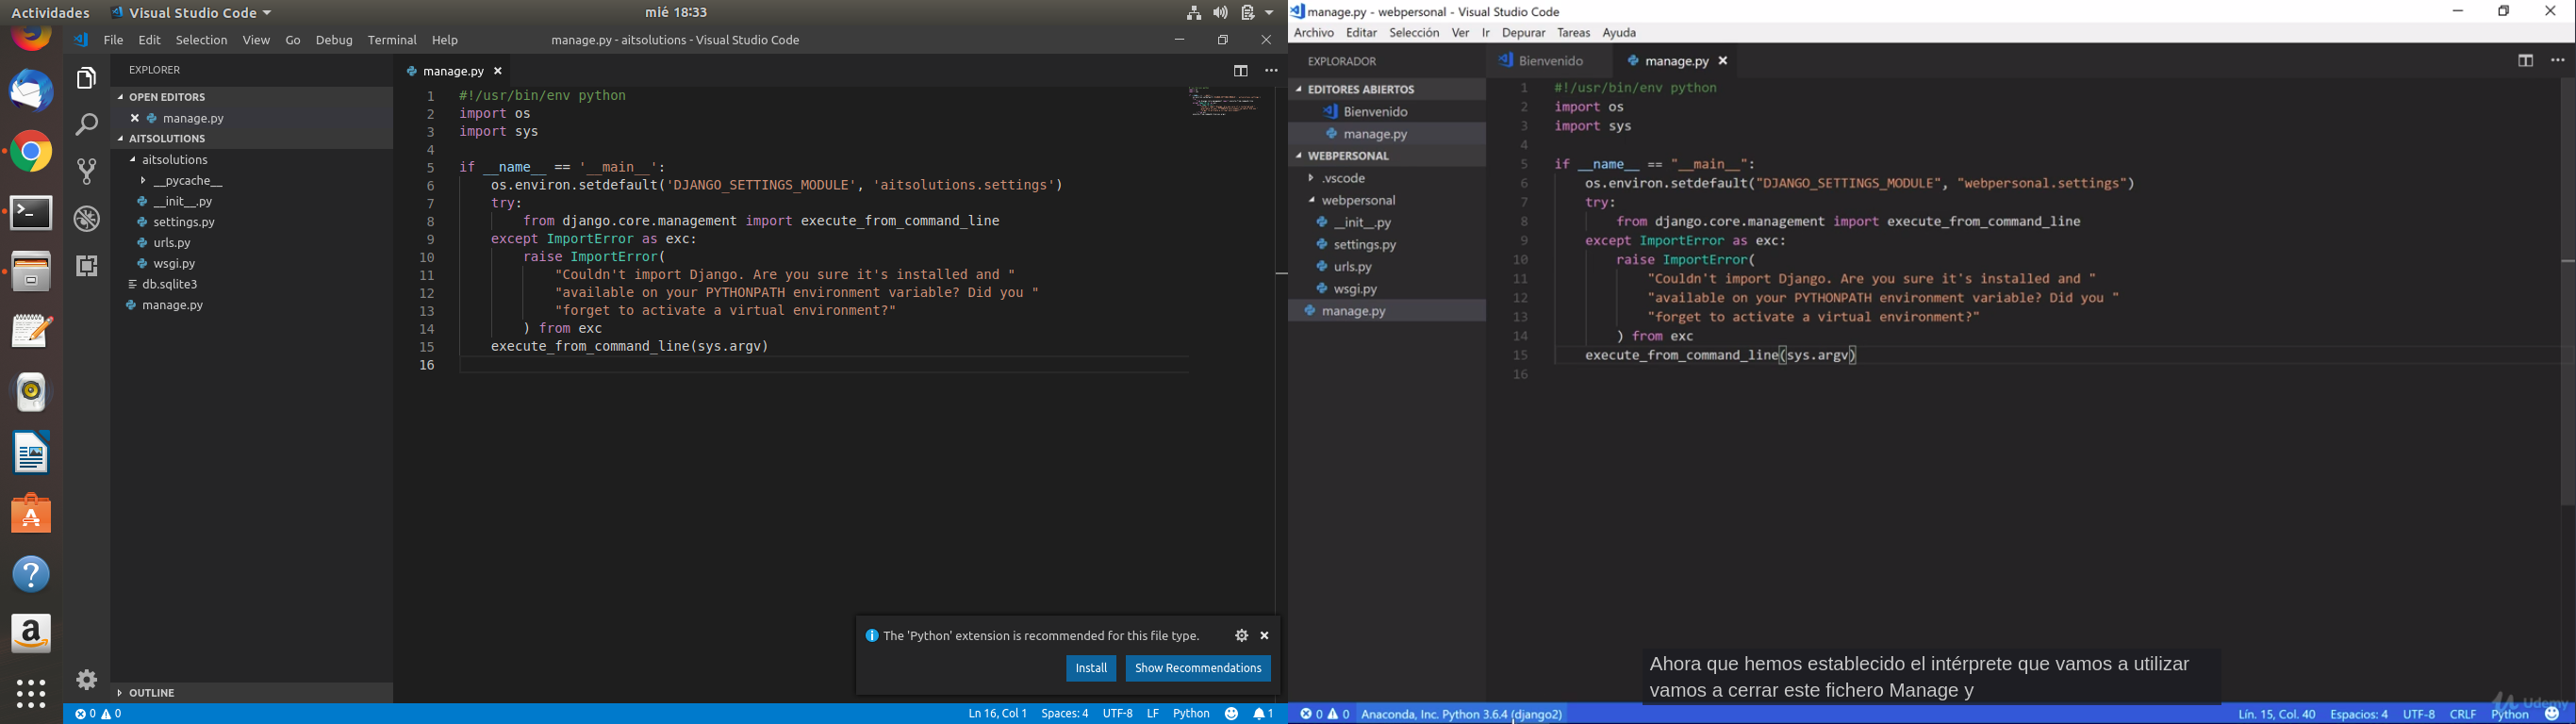 Actividades
Visual Studio Code
mié 18:33
File Edit Selection View Go Debug Terminal Help
manage.py - aitsolutions - Visual Studio Code
EXPLORER
OPEN EDITORS
manage.py
AITSOLUTIONS
aitsolutions
__pycache__
__init__.py
settings.py
urls.py
wsgi.py
db.sqlite3
manage.py
OUTLINE
manage.py
1 #!/usr/bin/env python
2 import os
3 import sys
4
5 if __name__ == '__main__':
6 os.environ.setdefault('DJANGO_SETTINGS_MODULE', 'aitsolutions.settings')
7 try:
8 from django.core.management import execute_from_command_line
9 except ImportError as exc:
10 raise ImportError(
11 "Couldn't import Django. Are you sure it's installed and "
12 "available on your PYTHONPATH environment variable? Did you "
13 "forget to activate a virtual environment?"
14 ) from exc
15 execute_from_command_line(sys.argv)
16
The 'Python' extension is recommended for this file type.
Install Show Recommendations
0 0 Ln 16, Col 1 Spaces: 4 UTF-8 LF Python 1
manage.py - webpersonal - Visual Studio Code
Archivo Editar Selección Ver Ir Depurar Tareas Ayuda
EXPLORADOR
EDITORES ABIERTOS
Bienvenido
manage.py
WEBPERSONAL
.vscode
webpersonal
__init__.py
settings.py
urls.py
wsgi.py
manage.py
Bienvenido manage.py
1 #!/usr/bin/env python
2 import os
3 import sys
4
5 if __name__ == "__main__":
6 os.environ.setdefault("DJANGO_SETTINGS_MODULE", "webpersonal.settings")
7 try:
8 from django.core.management import execute_from_command_line
9 except ImportError as exc:
10 raise ImportError(
11 "Couldn't import Django. Are you sure it's installed and "
12 "available on your PYTHONPATH environment variable? Did you "
13 "forget to activate a virtual environment?"
14 ) from exc
15 execute_from_command_line(sys.argv)
16
Ahora que hemos establecido el intérprete que vamos a utilizar
vamos a cerrar este fichero Manage y
Udemy
0 0 Anaconda, Inc. Python 3.6.4 (django2) Lín. 15, Col. 40 Espacios: 4 UTF-8 CRLF Python